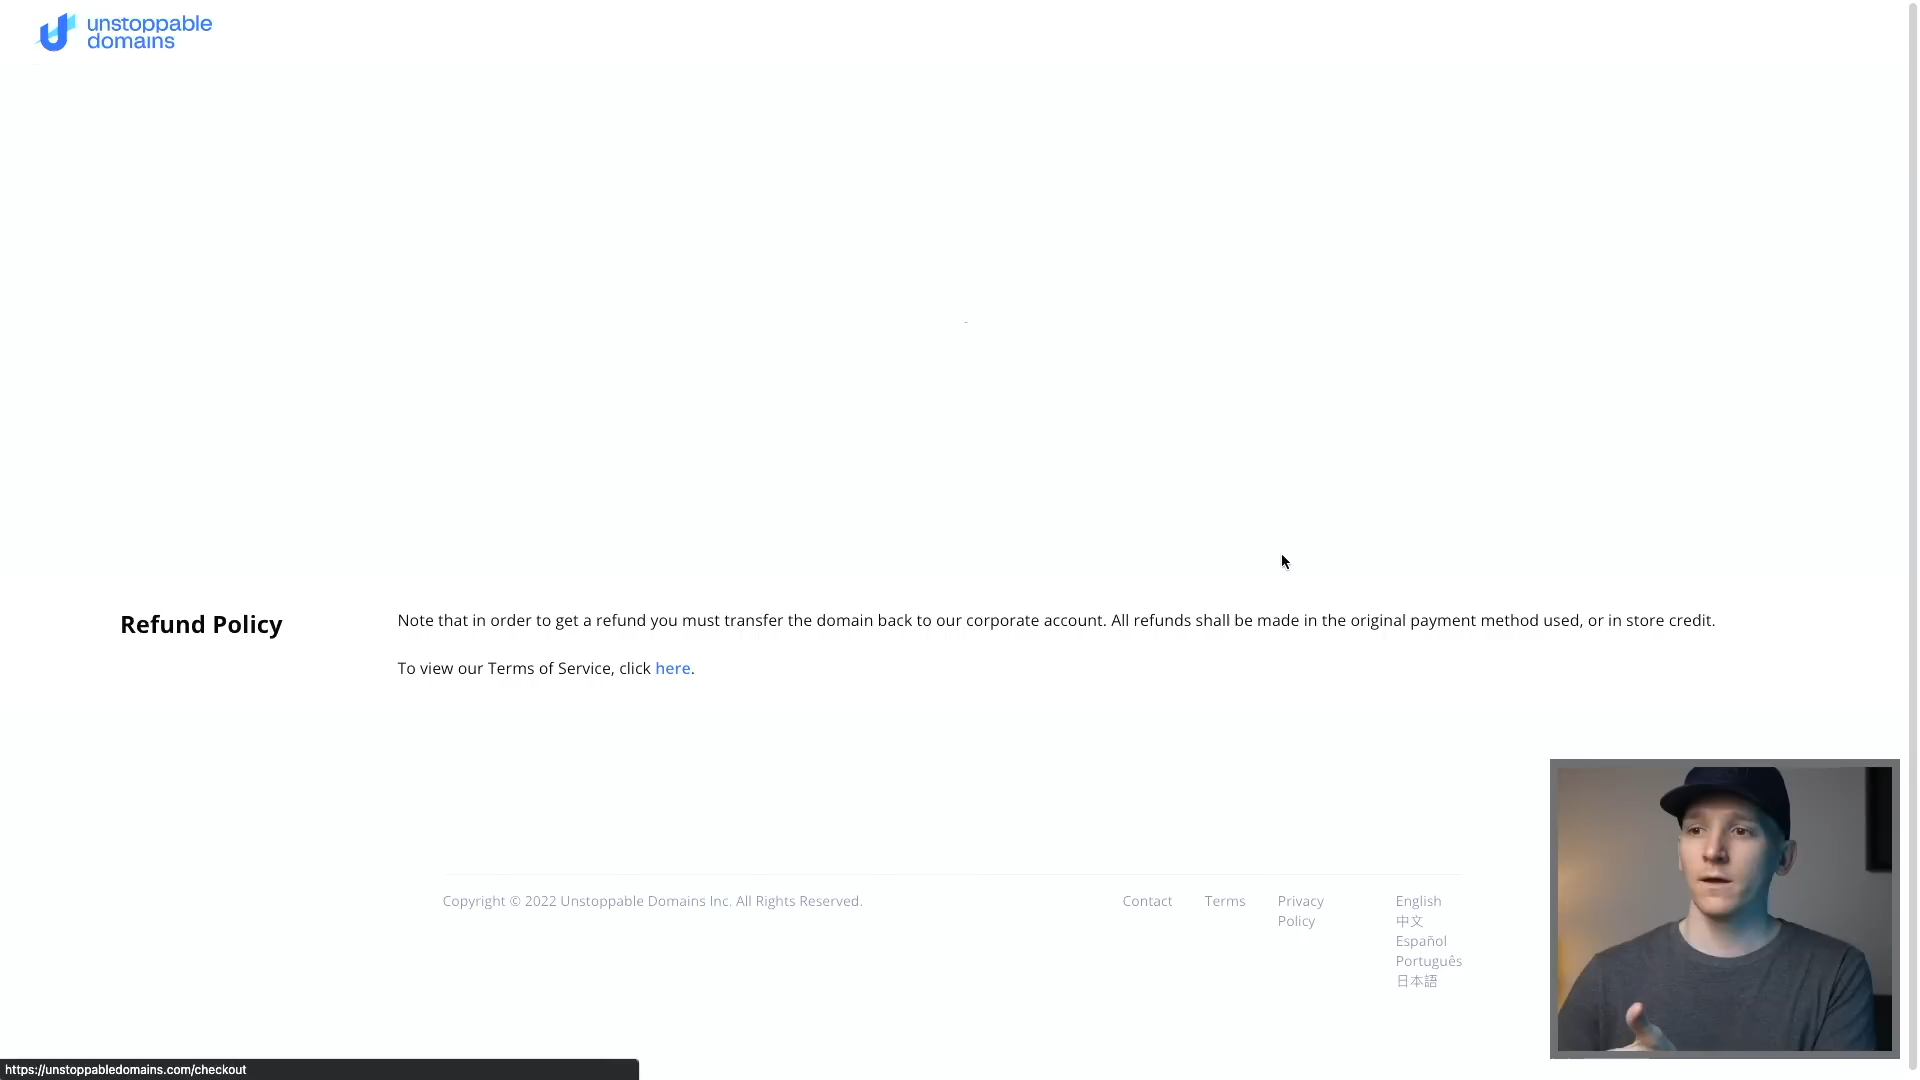 unstoppable
domains
Refund Policy
Note that in order to get a refund you must transfer the domain back to our corporate account. All refunds shall be made in the original payment method used, or in store credit.
To view our Terms of Service, click here.
Copyright © 2022 Unstoppable Domains Inc. All Rights Reserved.
Contact
Terms
Privacy
Policy
English
中文
Español
Português
日本語
https://unstoppabledomains.com/checkout